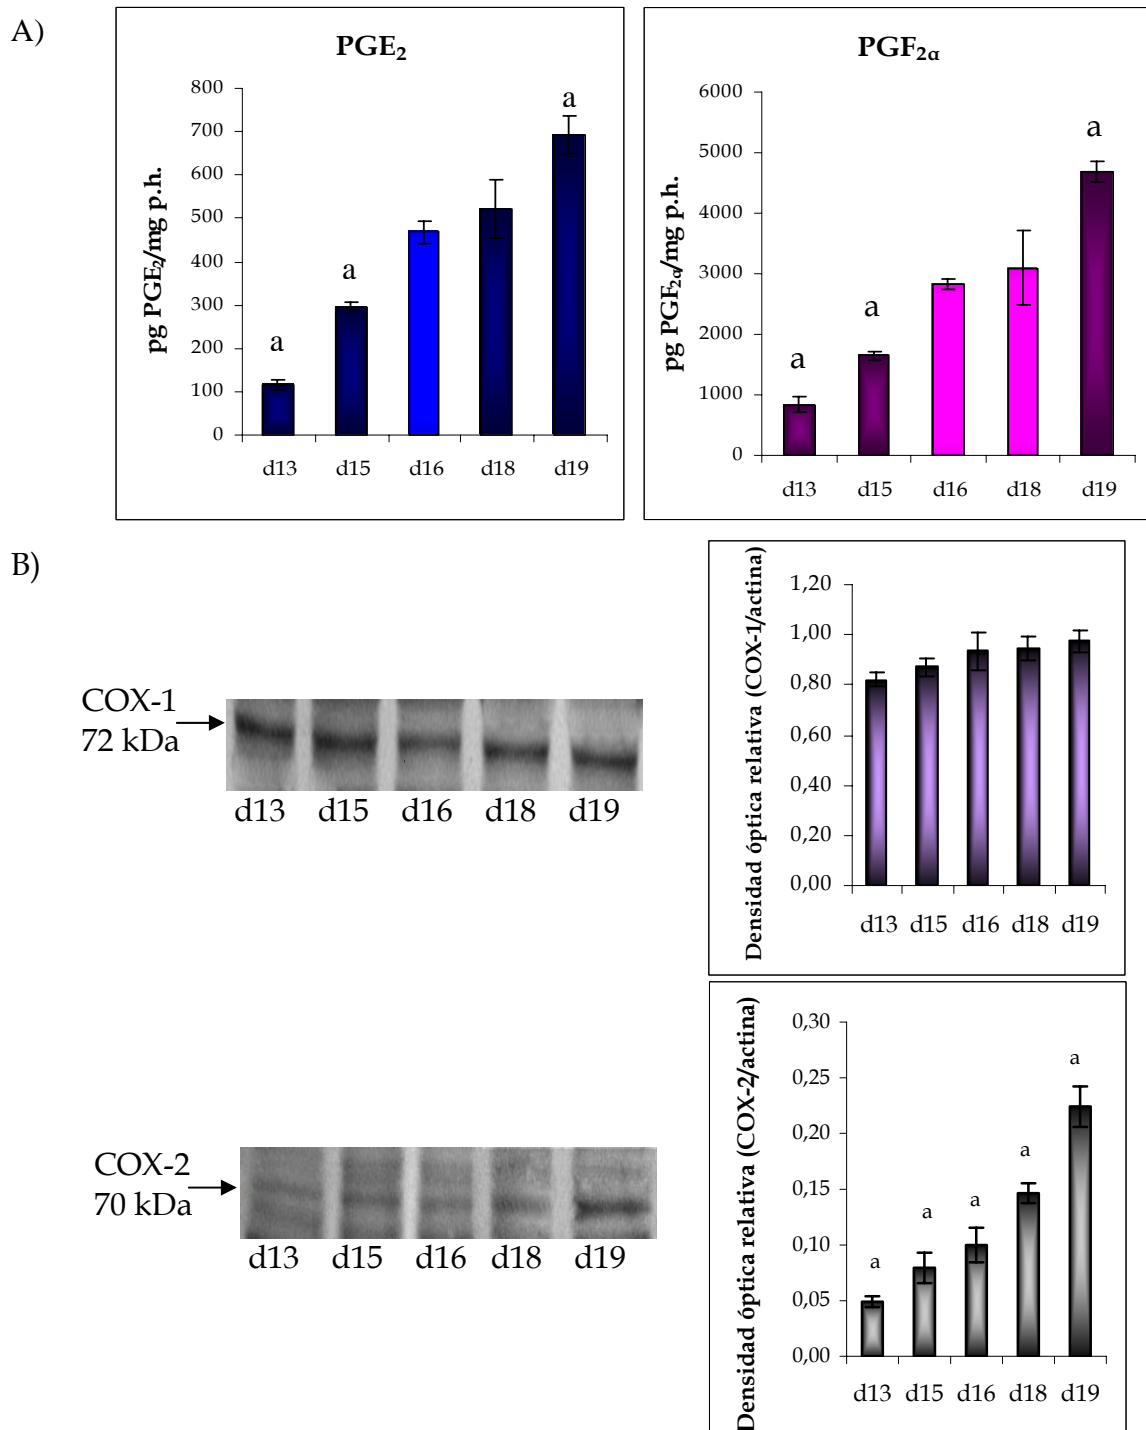 A)
PGE₂
pg PGE₂/mg p.h.
800
700
600
500
400
300
200
100
0
a
a
a
d13 d15 d16 d18 d19
PGF₂α
pg PGF₂α/mg p.h.
6000
5000
4000
3000
2000
1000
0
a
a
a
d13 d15 d16 d18 d19
B)
COX-1
72 kDa
d13 d15 d16 d18 d19
Densidad óptica relativa (COX-1/actina)
1,20
1,00
0,80
0,60
0,40
0,20
0,00
d13 d15 d16 d18 d19
COX-2
70 kDa
d13 d15 d16 d18 d19
Densidad óptica relativa (COX-2/actina)
0,30
0,25
0,20
0,15
0,10
0,05
0,00
a
a
a
a
a
d13 d15 d16 d18 d19